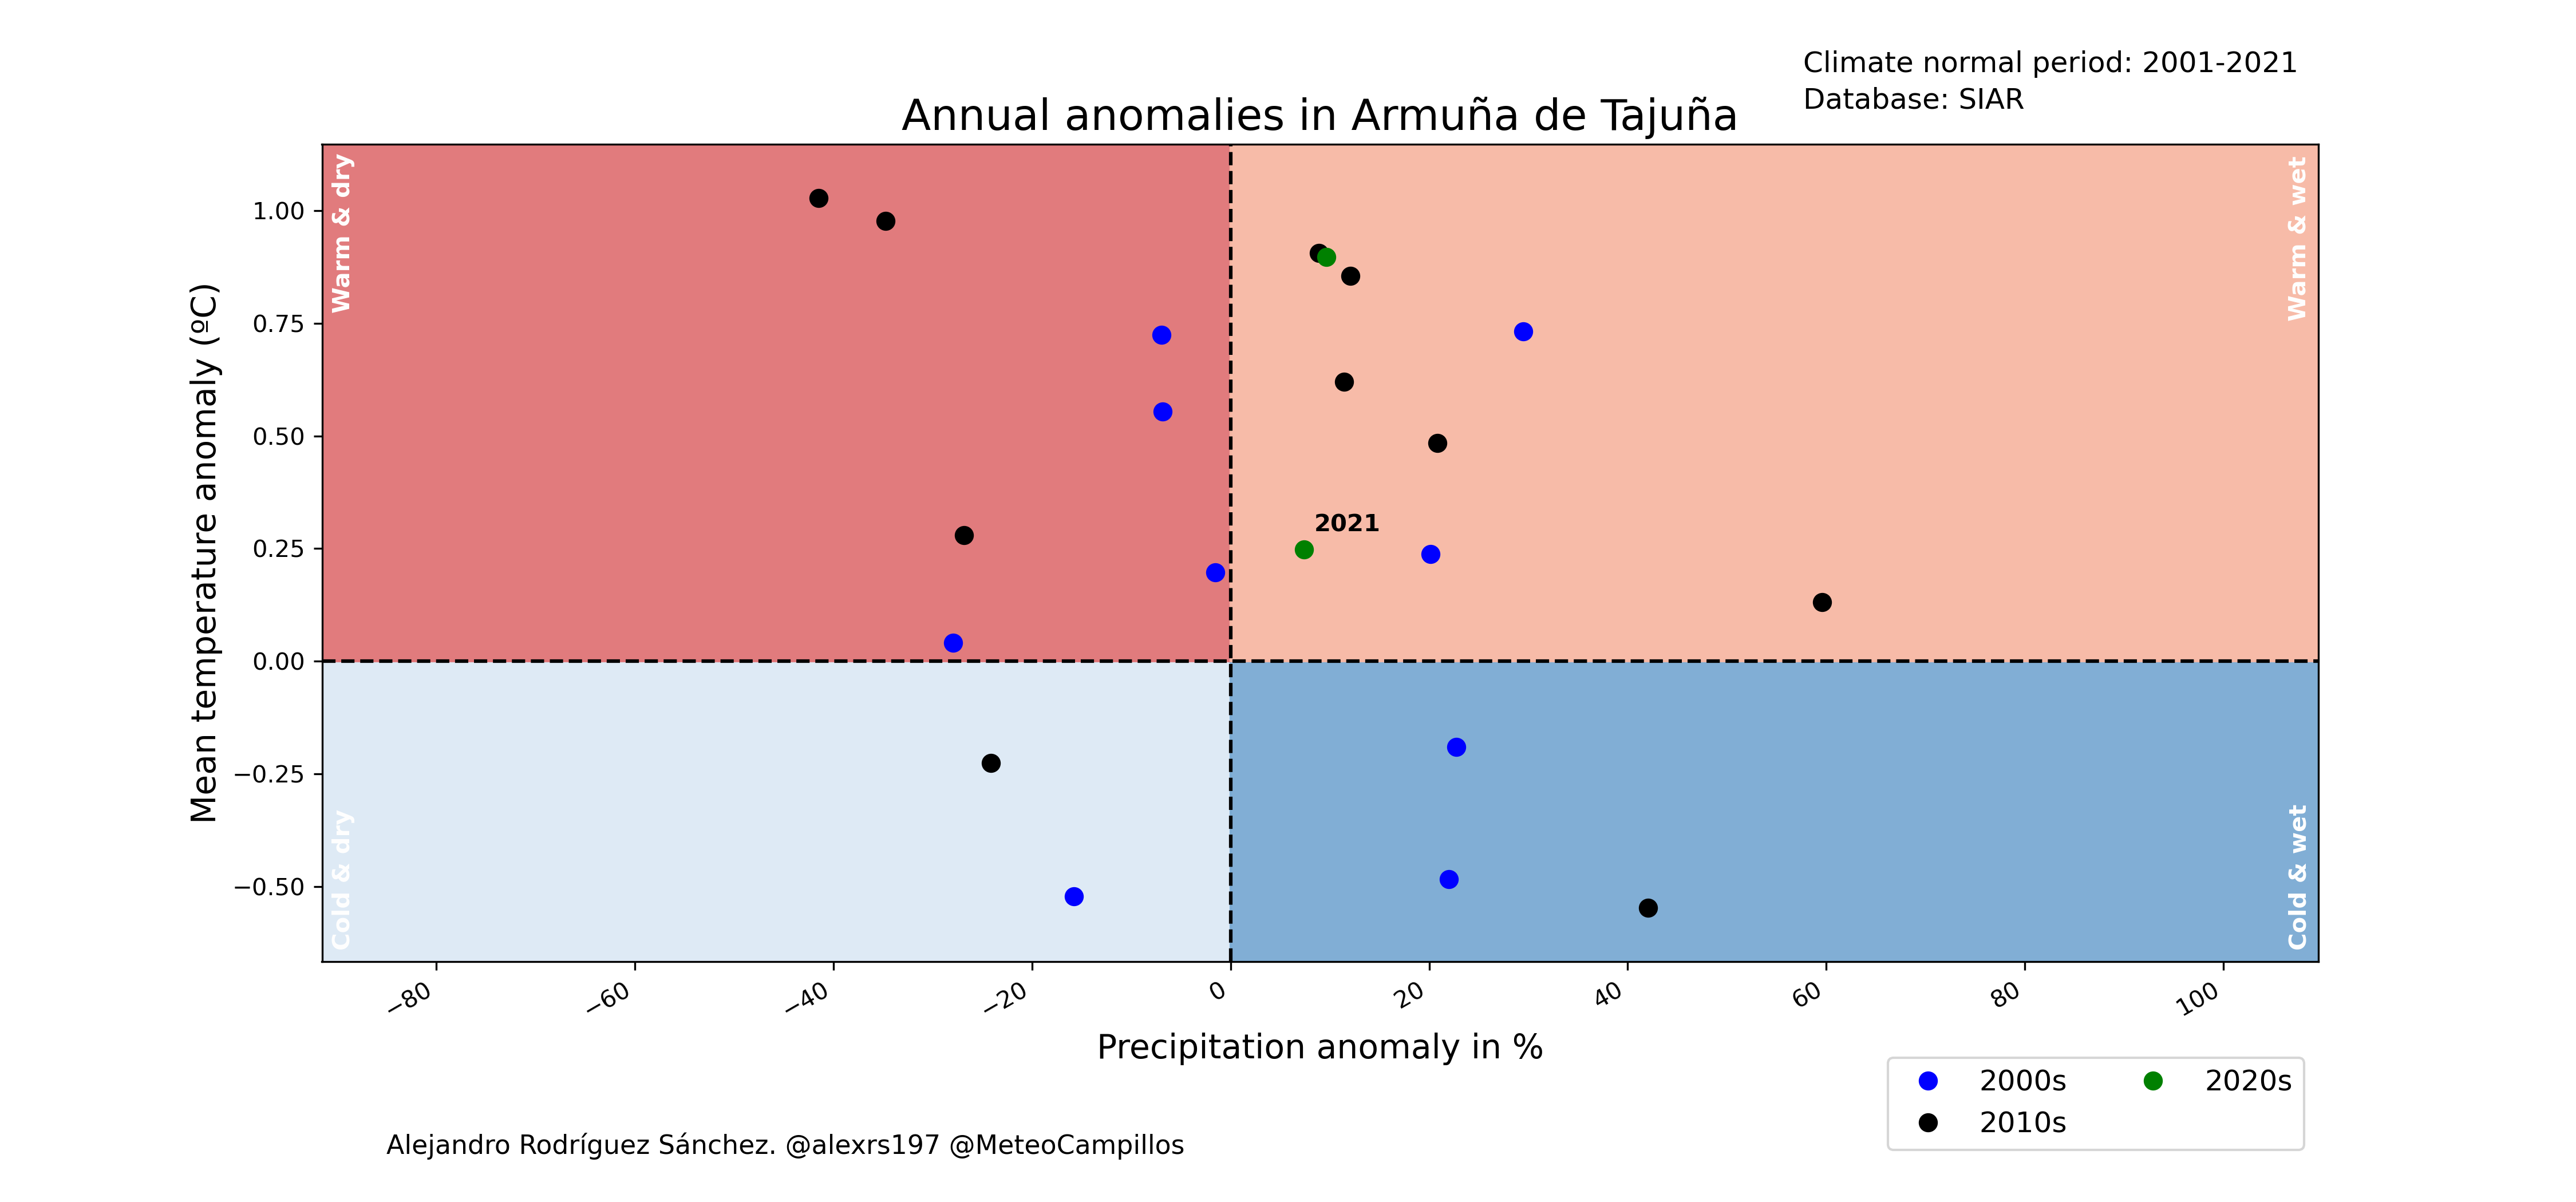 Climate normal period: 2001-2021
Database: SIAR
Annual anomalies in Armuña de Tajuña
Warm & dry
Warm & wet
Mean temperature anomaly (ºC)
1.00
0.75
0.50
0.25
0.00
−0.25
−0.50
2021
Cold & dry
Cold & wet
−80
−60
−40
−20
0
20
40
60
80
100
Precipitation anomaly in %
2000s
2010s
2020s
Alejandro Rodríguez Sánchez. @alexrs197 @MeteoCampillos